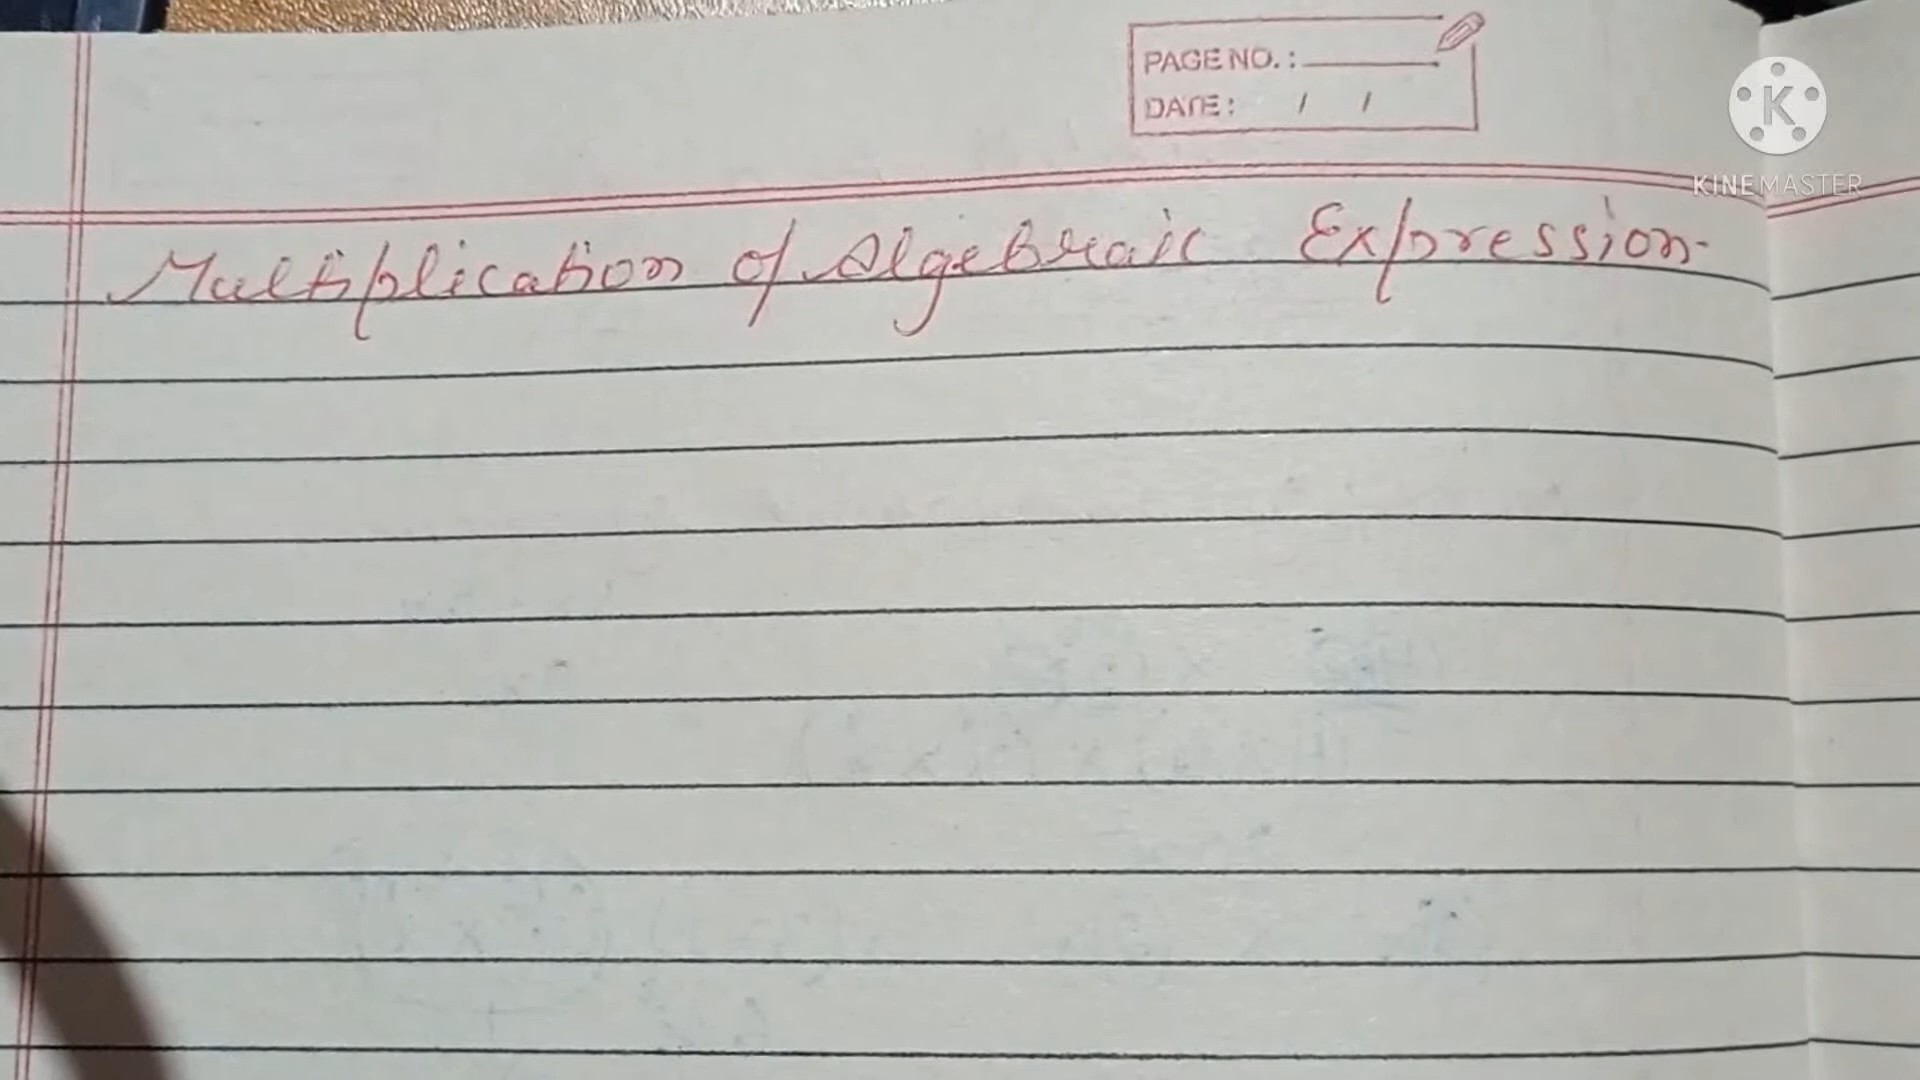 PAGE NO.:
DATE: / /
K
KINEMASTER
Multiplication of Algebraic Expression.